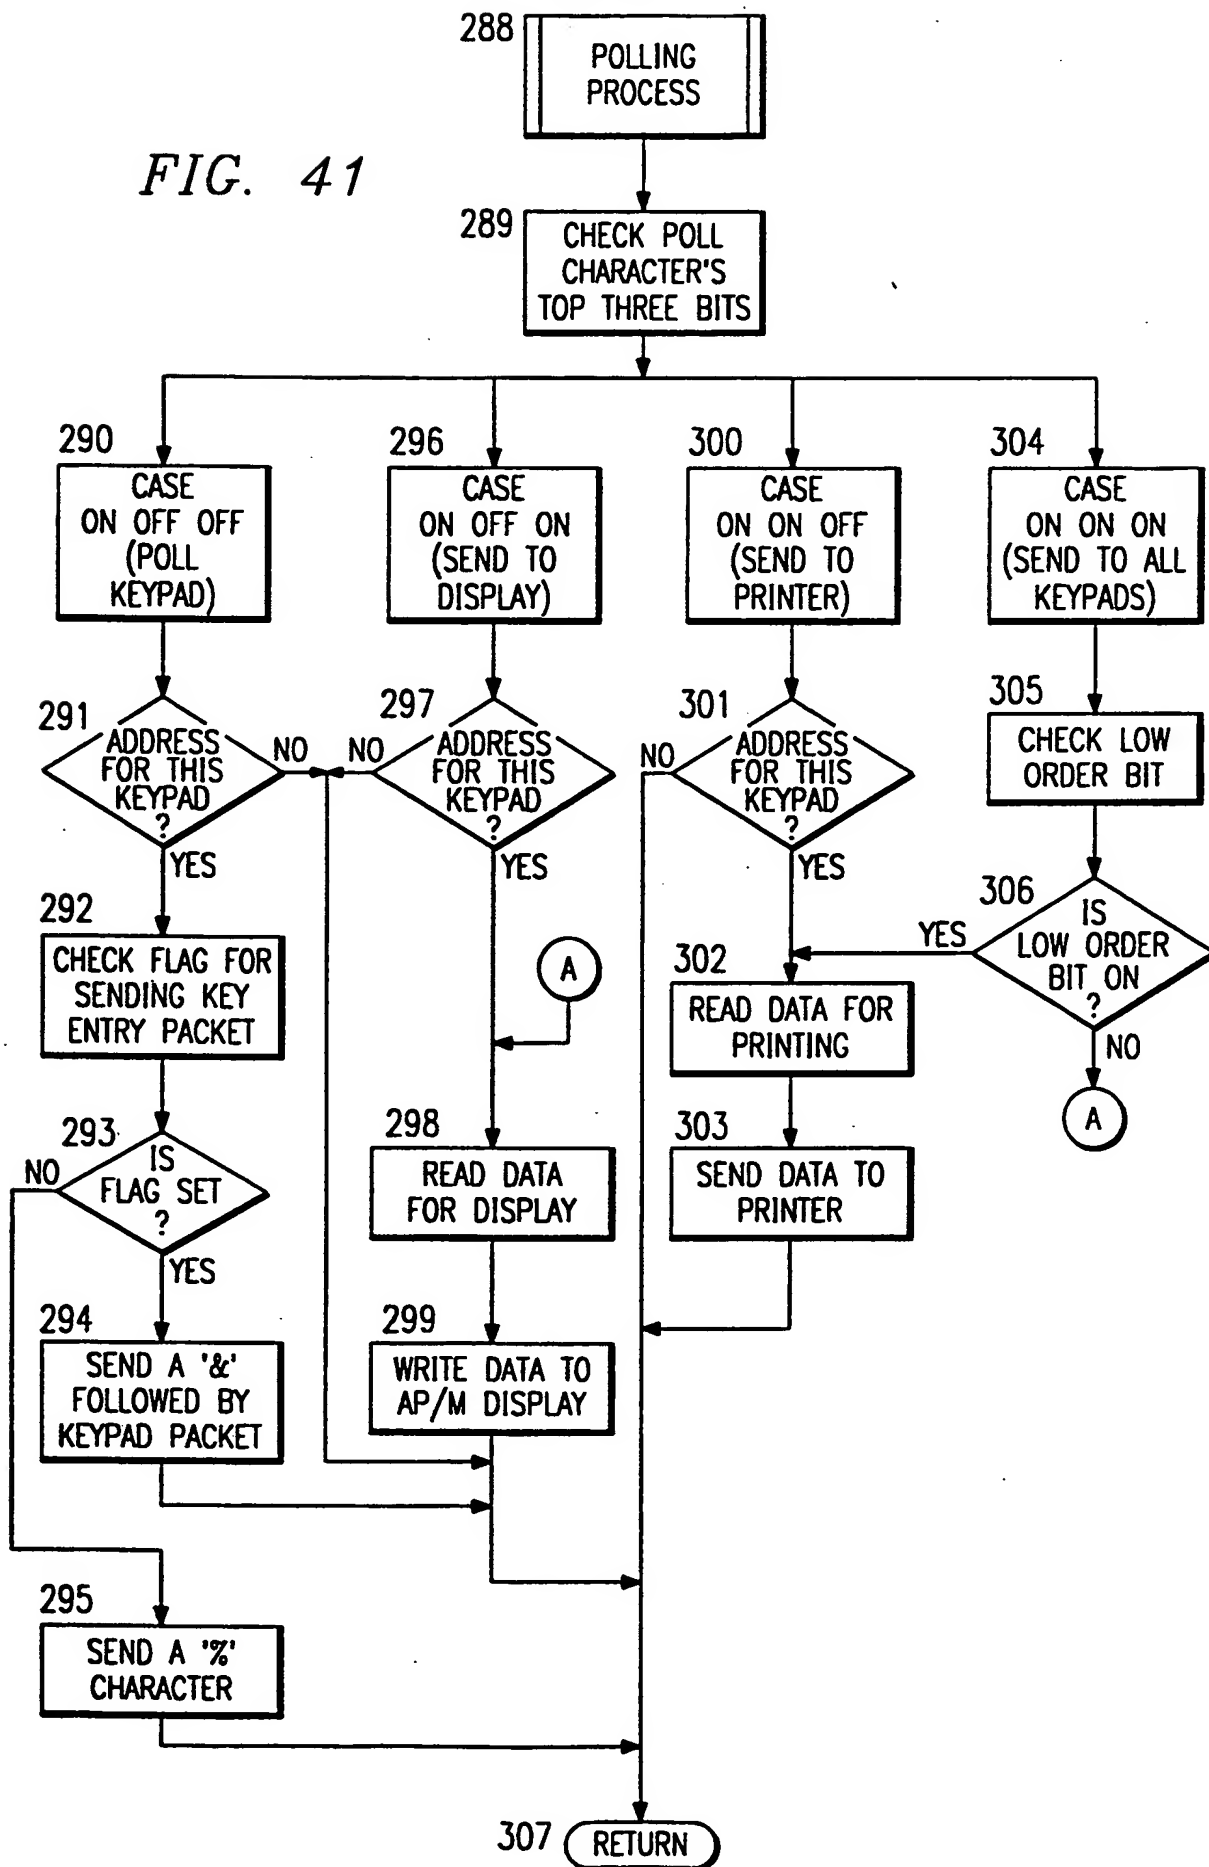 288
POLLING
PROCESS
FIG. 41
289
CHECK POLL
CHARACTER'S
TOP THREE BITS
290
CASE
ON OFF OFF
(POLL
KEYPAD)
296
CASE
ON OFF ON
(SEND TO
DISPLAY)
300
CASE
ON ON OFF
(SEND TO
PRINTER)
304
CASE
ON ON ON
(SEND TO ALL
KEYPADS)
291
ADDRESS
FOR THIS
KEYPAD
?
NO
YES
297
ADDRESS
FOR THIS
KEYPAD
?
NO
YES
301
ADDRESS
FOR THIS
KEYPAD
?
NO
YES
305
CHECK LOW
ORDER BIT
306
IS
LOW ORDER
BIT ON
?
YES
NO
A
292
CHECK FLAG FOR
SENDING KEY
ENTRY PACKET
A
302
READ DATA FOR
PRINTING
293
IS
FLAG SET
?
NO
YES
298
READ DATA
FOR DISPLAY
303
SEND DATA TO
PRINTER
294
SEND A '&'
FOLLOWED BY
KEYPAD PACKET
299
WRITE DATA TO
AP/M DISPLAY
295
SEND A '%'
CHARACTER
307
RETURN